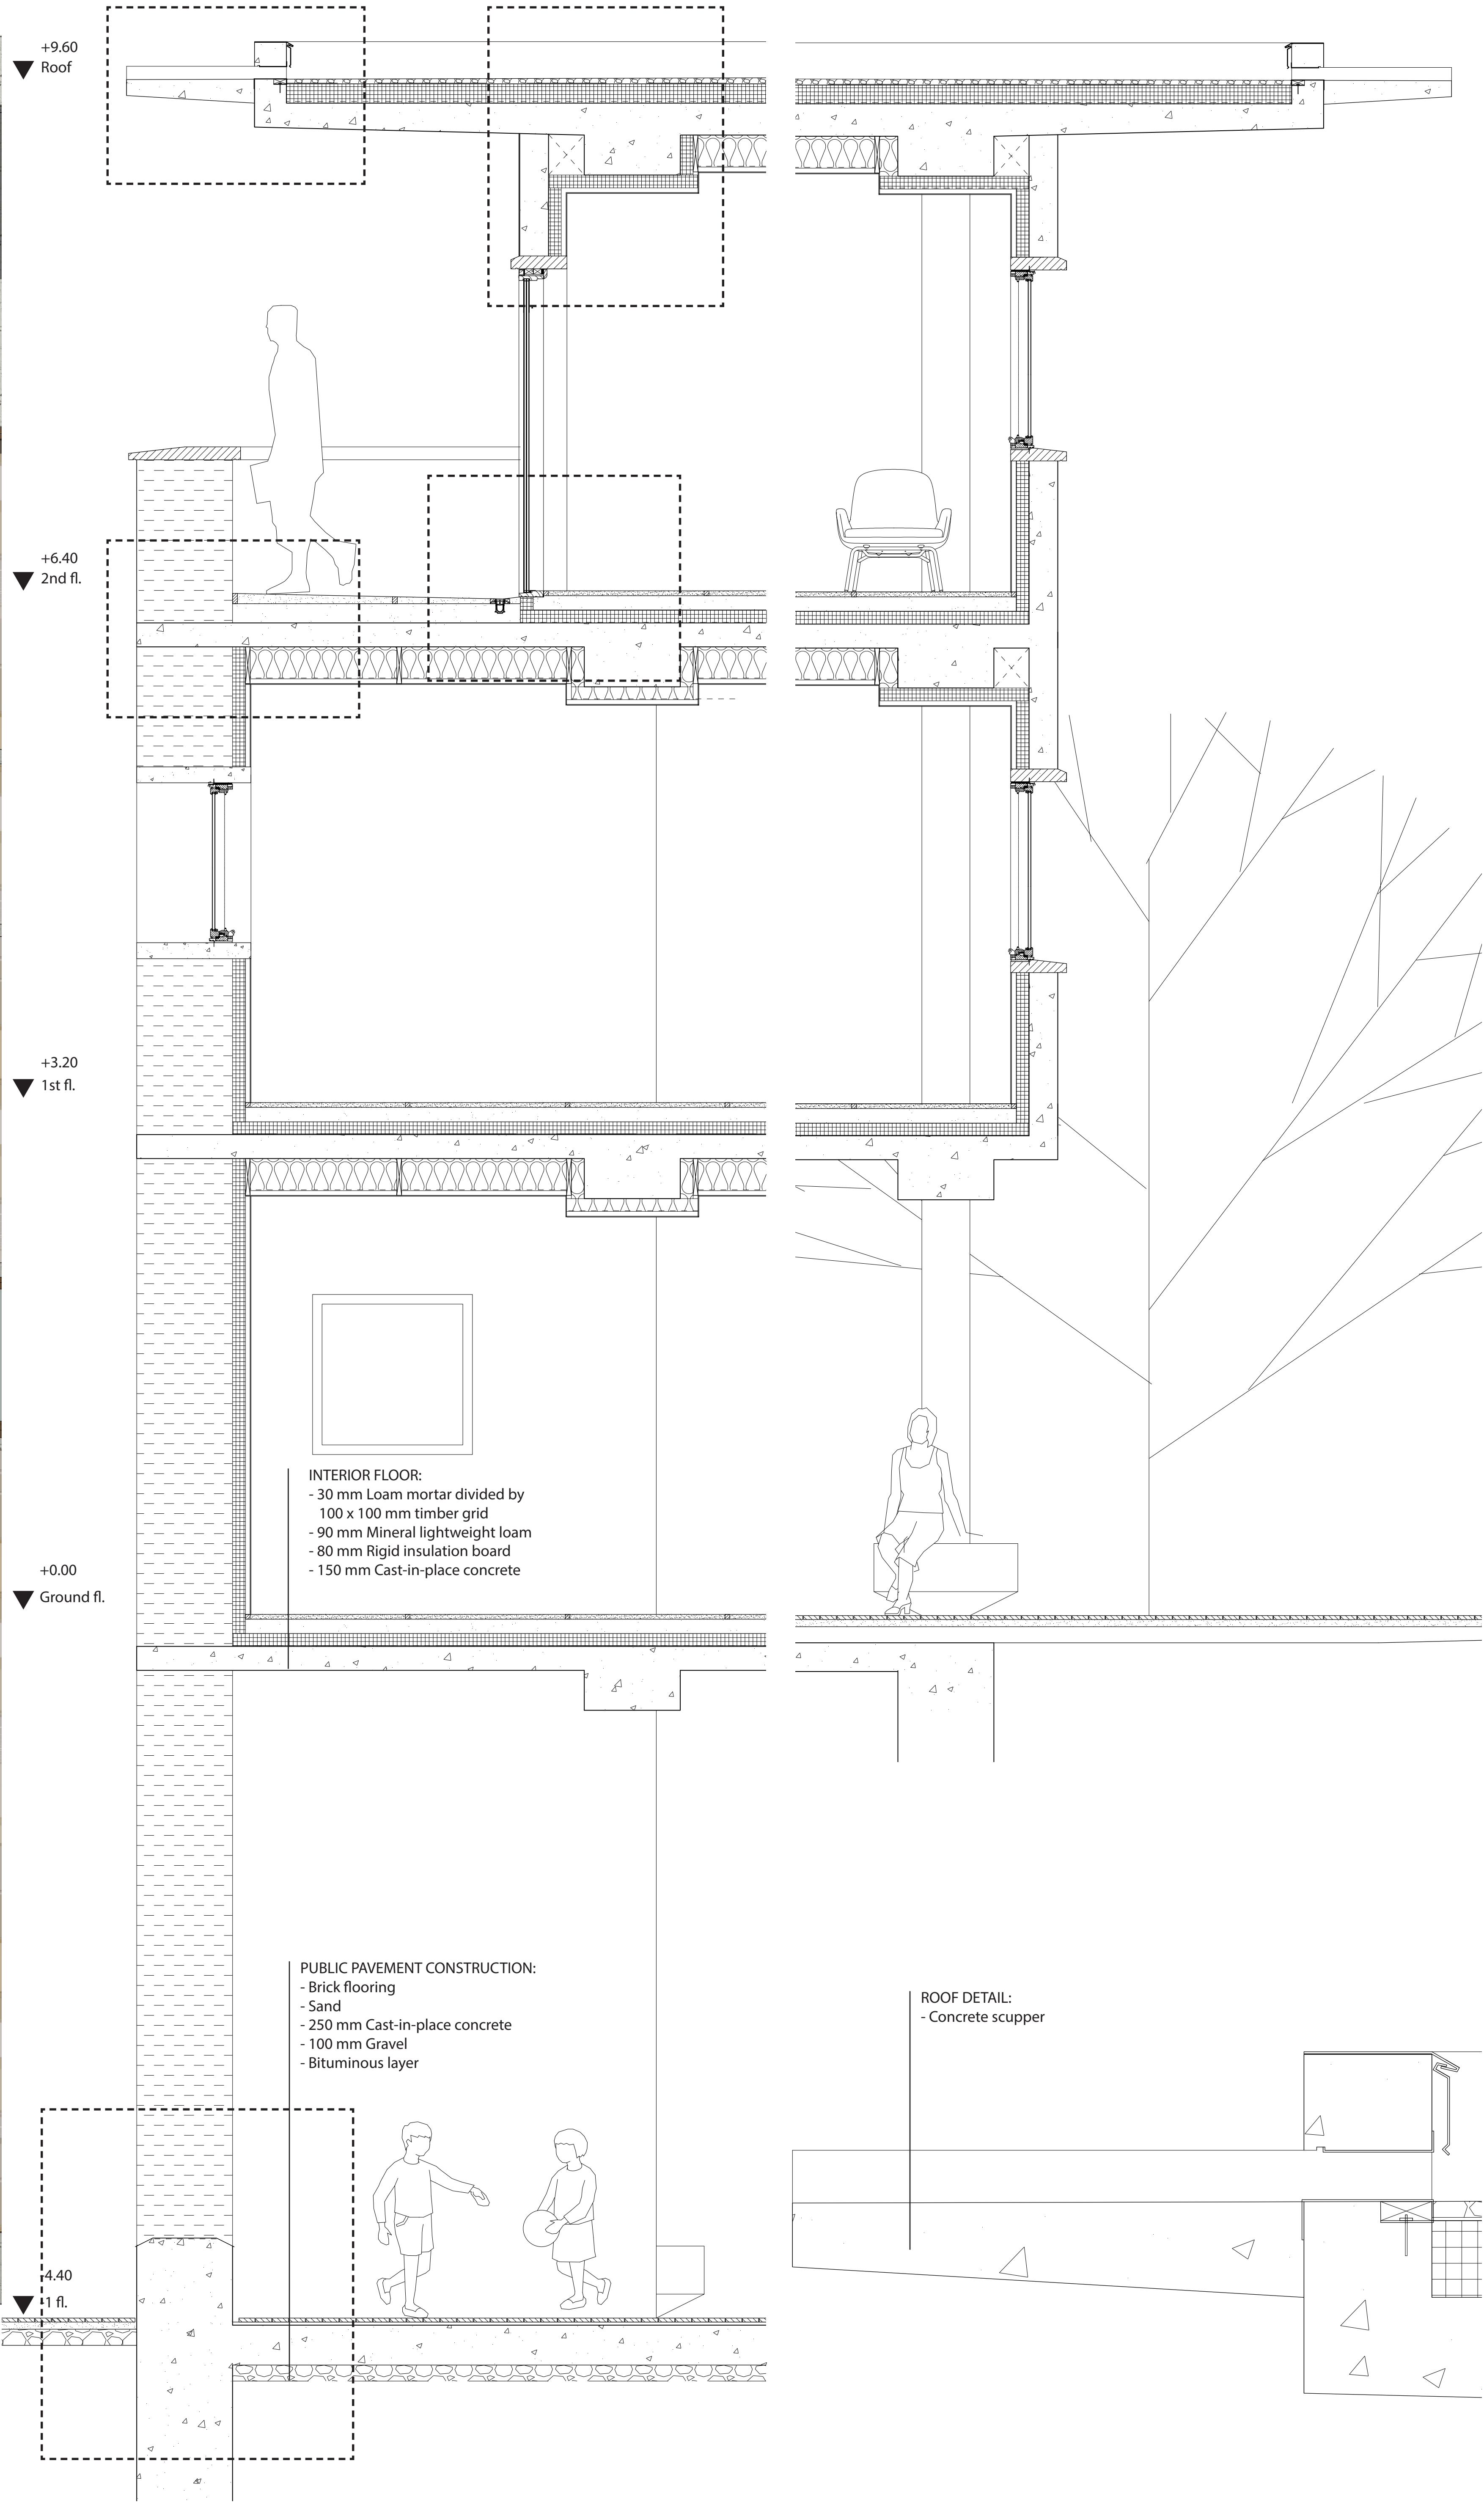 +9.60
Roof
+6.40
2nd fl.
+3.20
1st fl.
INTERIOR FLOOR:
- 30 mm Loam mortar divided by
100 x 100 mm timber grid
- 90 mm Mineral lightweight loam
- 80 mm Rigid insulation board
- 150 mm Cast-in-place concrete
+0.00
Ground fl.
PUBLIC PAVEMENT CONSTRUCTION:
- Brick flooring
- Sand
- 250 mm Cast-in-place concrete
- 100 mm Gravel
- Bituminous layer
ROOF DETAIL:
- Concrete scupper
-4.40
-1 fl.